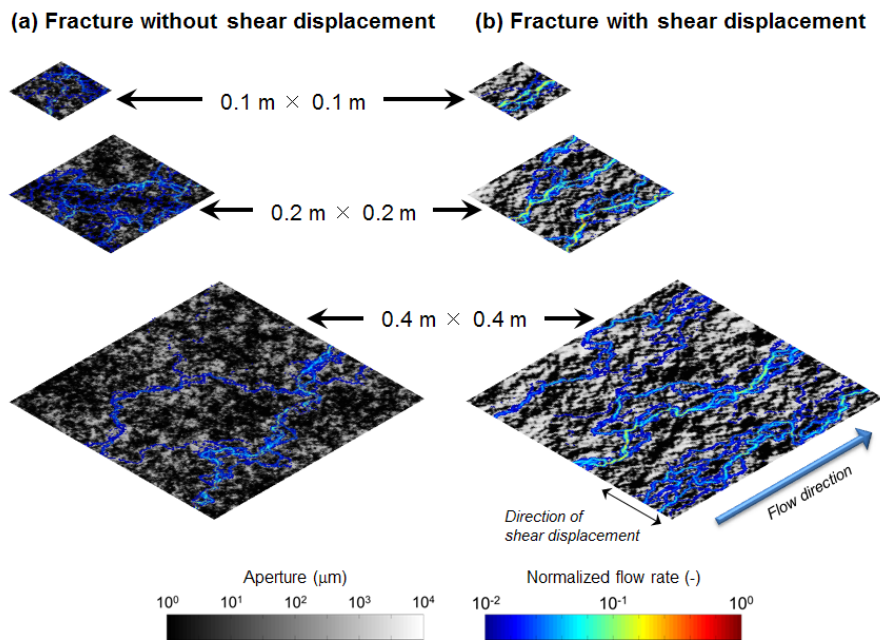 (a) Fracture without shear displacement
(b) Fracture with shear displacement
0.1 m × 0.1 m
0.2 m × 0.2 m
0.4 m × 0.4 m
Direction of
shear displacement
Flow direction
Aperture (μm)
10⁰ 10¹ 10² 10³ 10⁴
Normalized flow rate (-)
10⁻² 10⁻¹ 10⁰